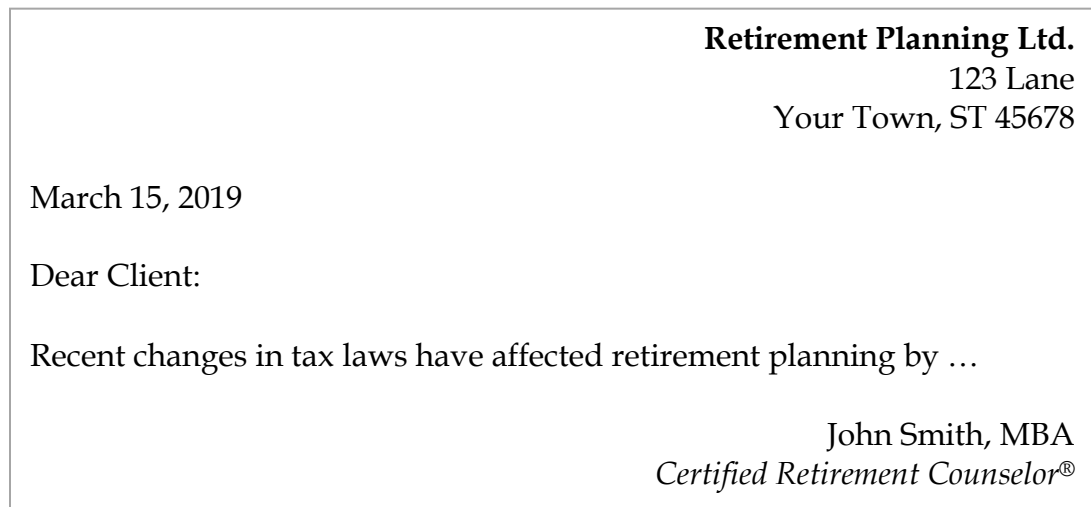 Retirement Planning Ltd.
123 Lane
Your Town, ST 45678
March 15, 2019
Dear Client:
Recent changes in tax laws have affected retirement planning by …
John Smith, MBA
Certified Retirement Counselor®